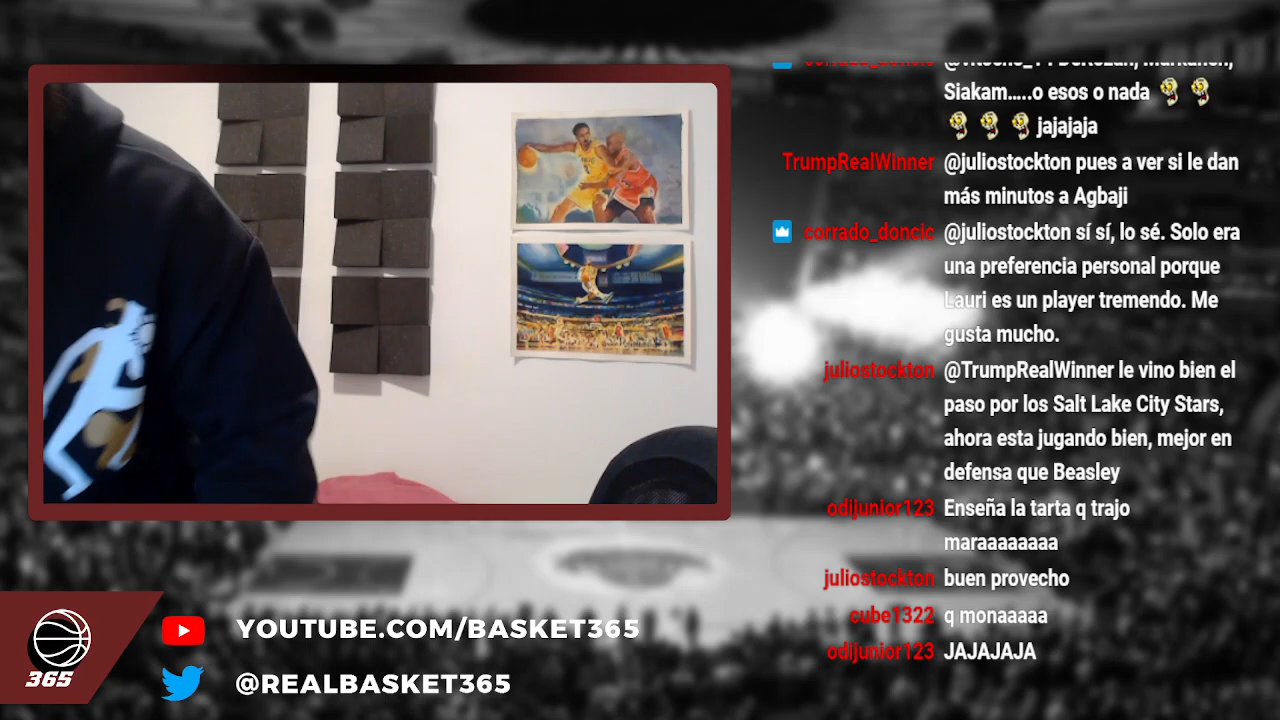 Siakam.....o esos o nada
jajajaja
TrumpRealWInner @juliostockton pues a ver si le dan
más minutos a Agbaji
corrado_doncic @juliostockton sí sí, lo sé. Solo era
una preferencia personal porque
Lauri es un player tremendo. Me
gusta mucho.
juliostockton @TrumpRealWinner le vino bien el
paso por los Salt Lake City Stars,
ahora esta jugando bien, mejor en
defensa que Beasley
odijunior123 Enseña la tarta q trajo
maraaaaaaaa
juliostockton buen provecho
cube1322 q monaaaaa
odijunior123 JAJAJAJA
YOUTUBE.COM/BASKET365
@REALBASKET365
365